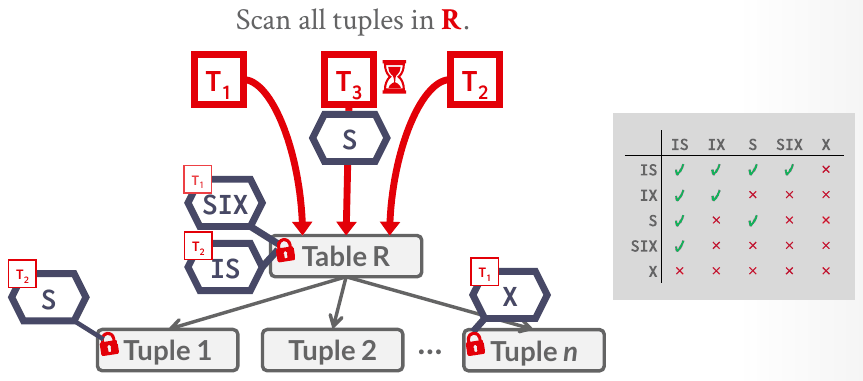 Scan all tuples in R.
T1 T3 T2
S
T1
SIX
T2
IS
Table R
T2
S
T1
X
Tuple 1 Tuple 2 ... Tuple n
IS IX S SIX X
IS ✓ ✓ ✓ ✓ ×
IX ✓ ✓ × × ×
S ✓ × ✓ × ×
SIX ✓ × × × ×
X × × × × ×